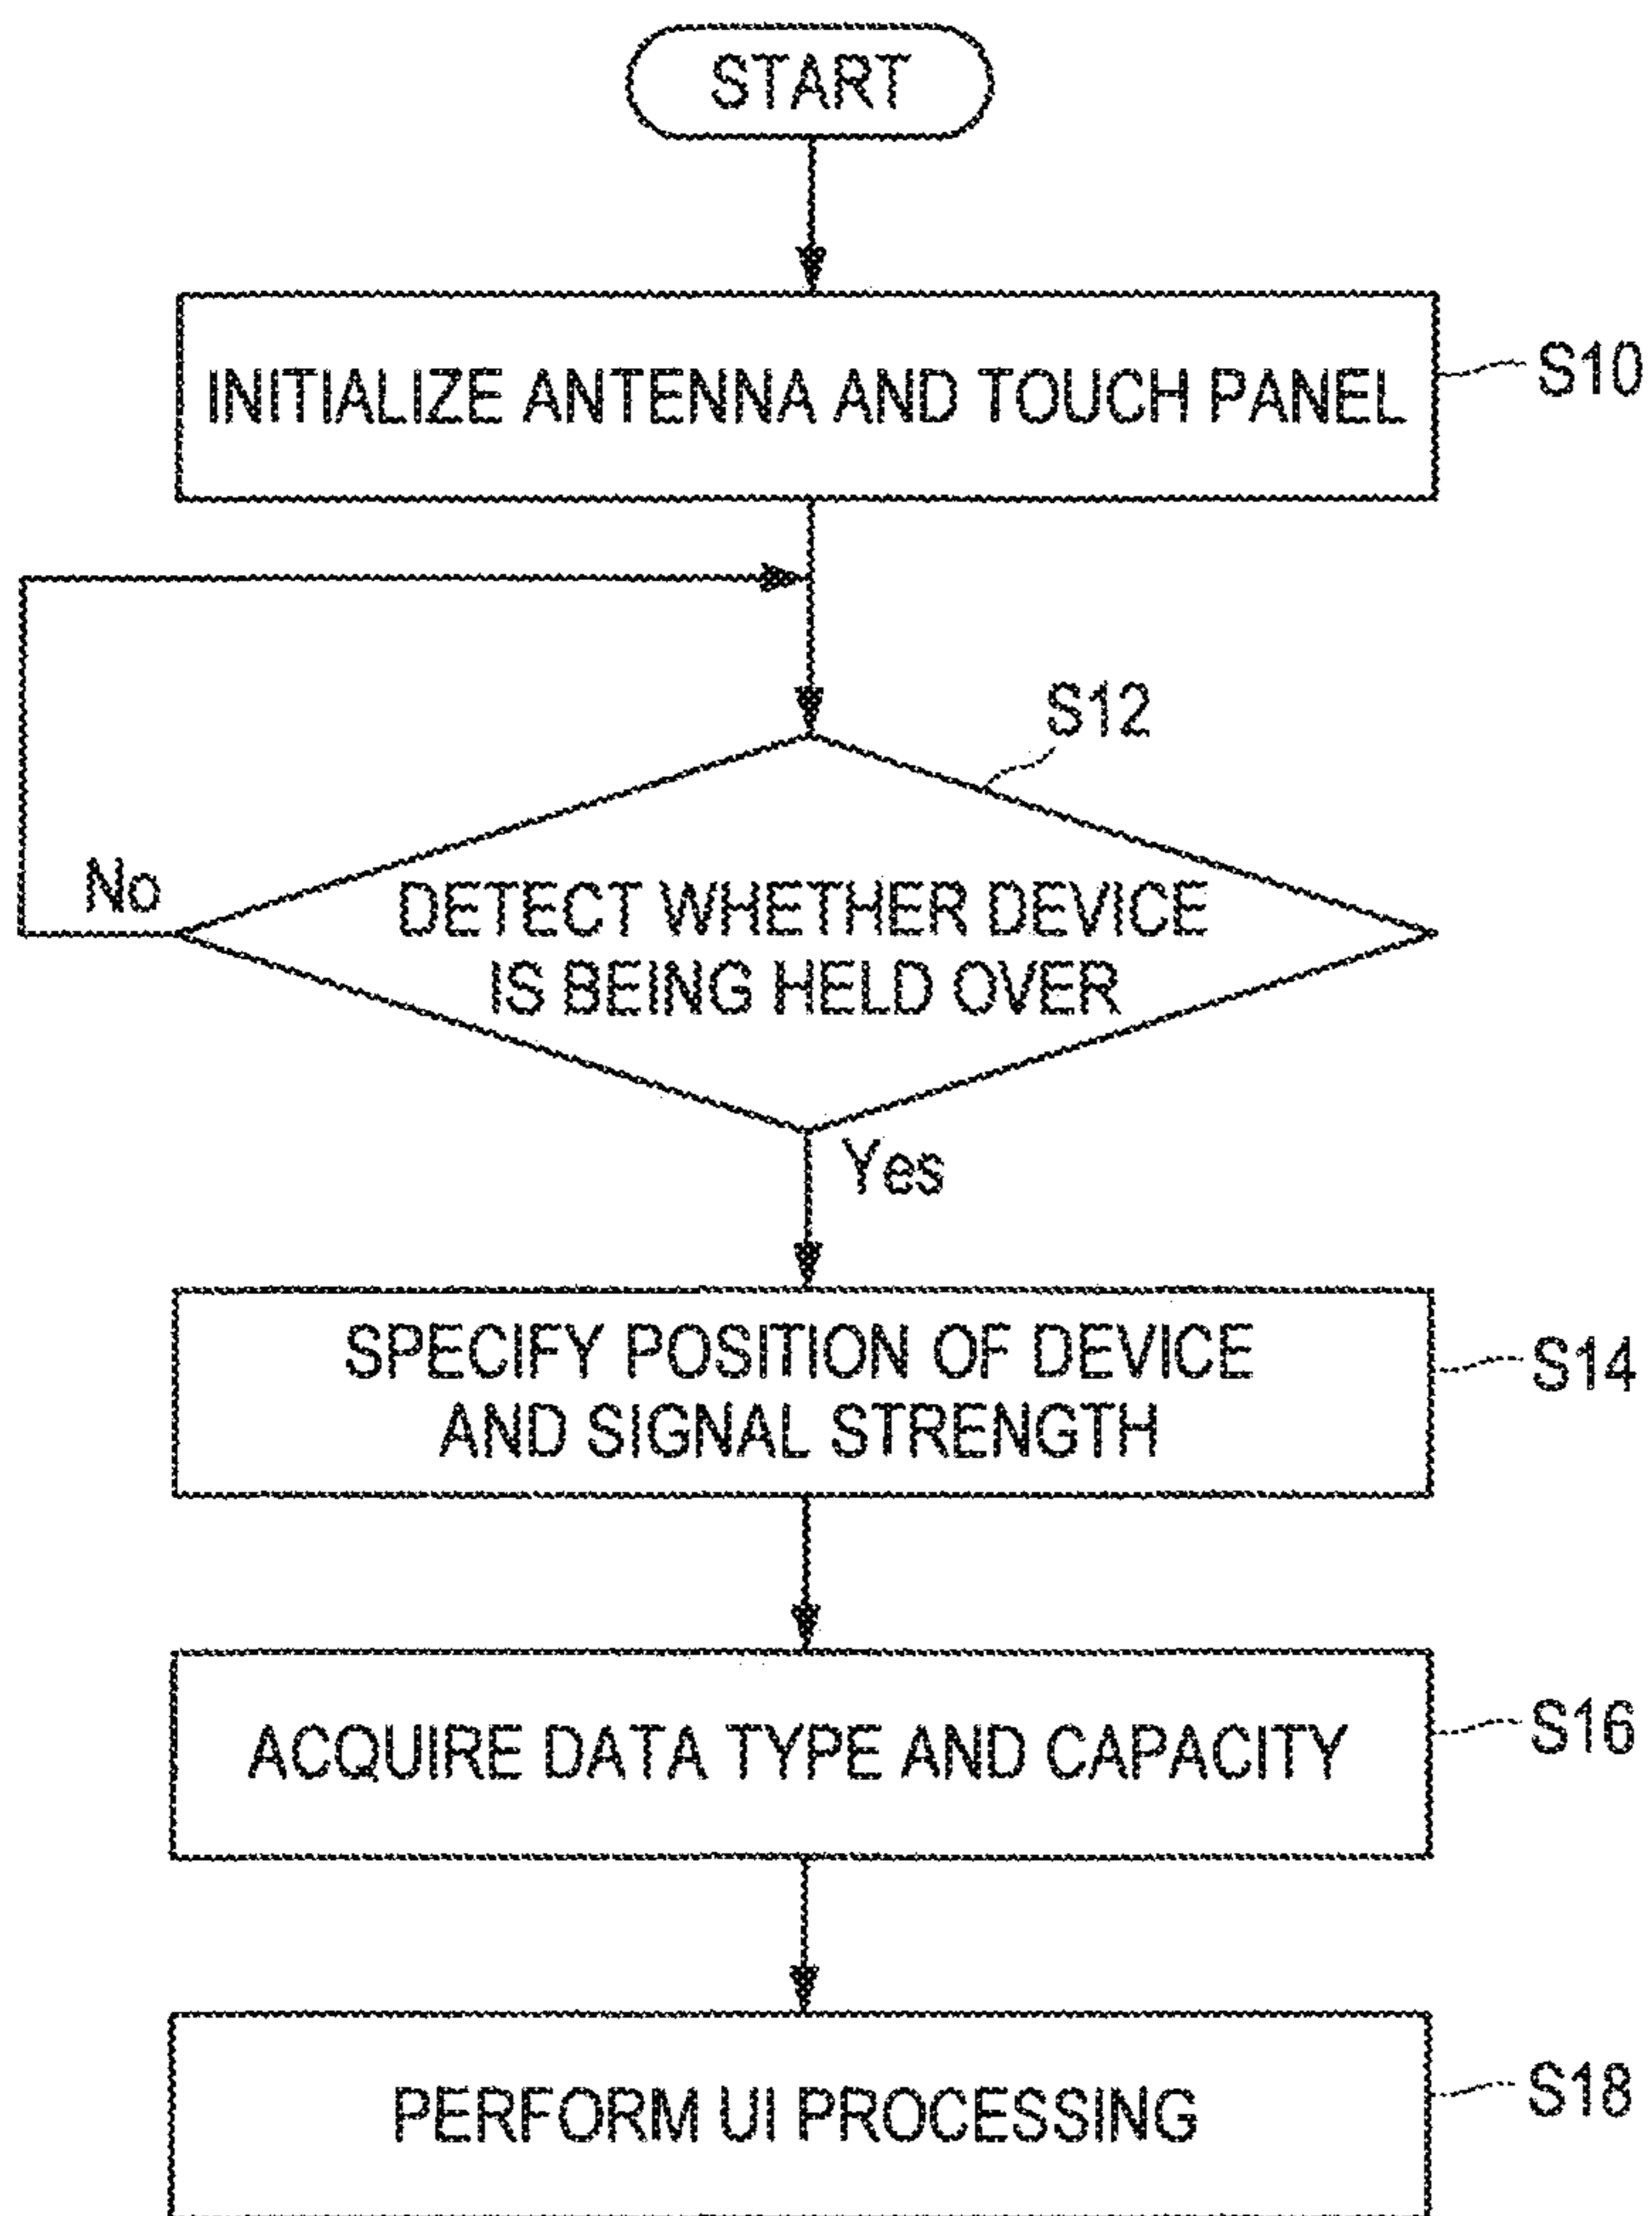 START
INITIALIZE ANTENNA AND TOUCH PANEL
S10
S12
No
DETECT WHETHER DEVICE
IS BEING HELD OVER
Yes
SPECIFY POSITION OF DEVICE
AND SIGNAL STRENGTH
S14
ACQUIRE DATA TYPE AND CAPACITY
S16
PERFORM UI PROCESSING
S18